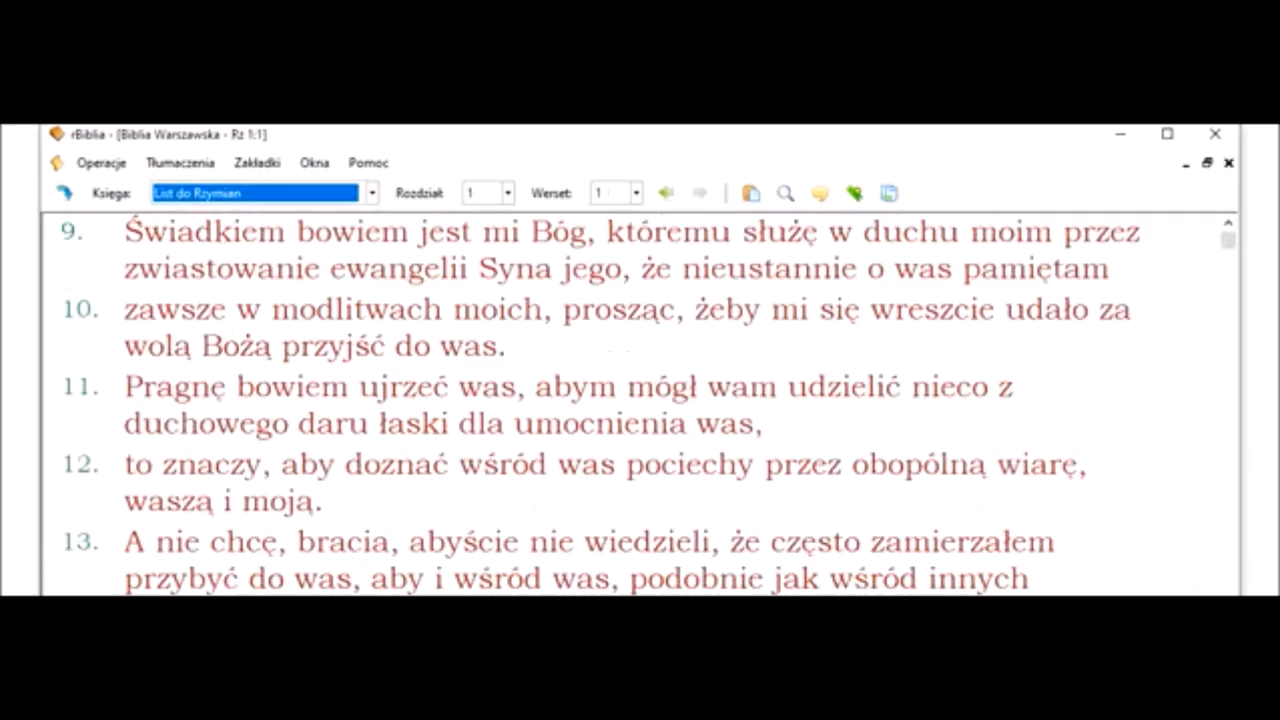 rBiblia - [Biblia Warszawska - Rz 1:1]
Operacje Tłumaczenia Zakładki Okna Pomoc
Księga: List do Rzymian Rozdział: 1 Werset: 1
9. Świadkiem bowiem jest mi Bóg, któremu służę w duchu moim przez
zwiastowanie ewangelii Syna jego, że nieustannie o was pamiętam
10. zawsze w modlitwach moich, prosząc, żeby mi się wreszcie udało za
wolą Bożą przyjść do was.
11. Pragnę bowiem ujrzeć was, abym mógł wam udzielić nieco z
duchowego daru łaski dla umocnienia was,
12. to znaczy, aby doznać wśród was pociechy przez obopólną wiarę,
waszą i moją.
13. A nie chcę, bracia, abyście nie wiedzieli, że często zamierzałem
przybyć do was, aby i wśród was, podobnie jak wśród innych